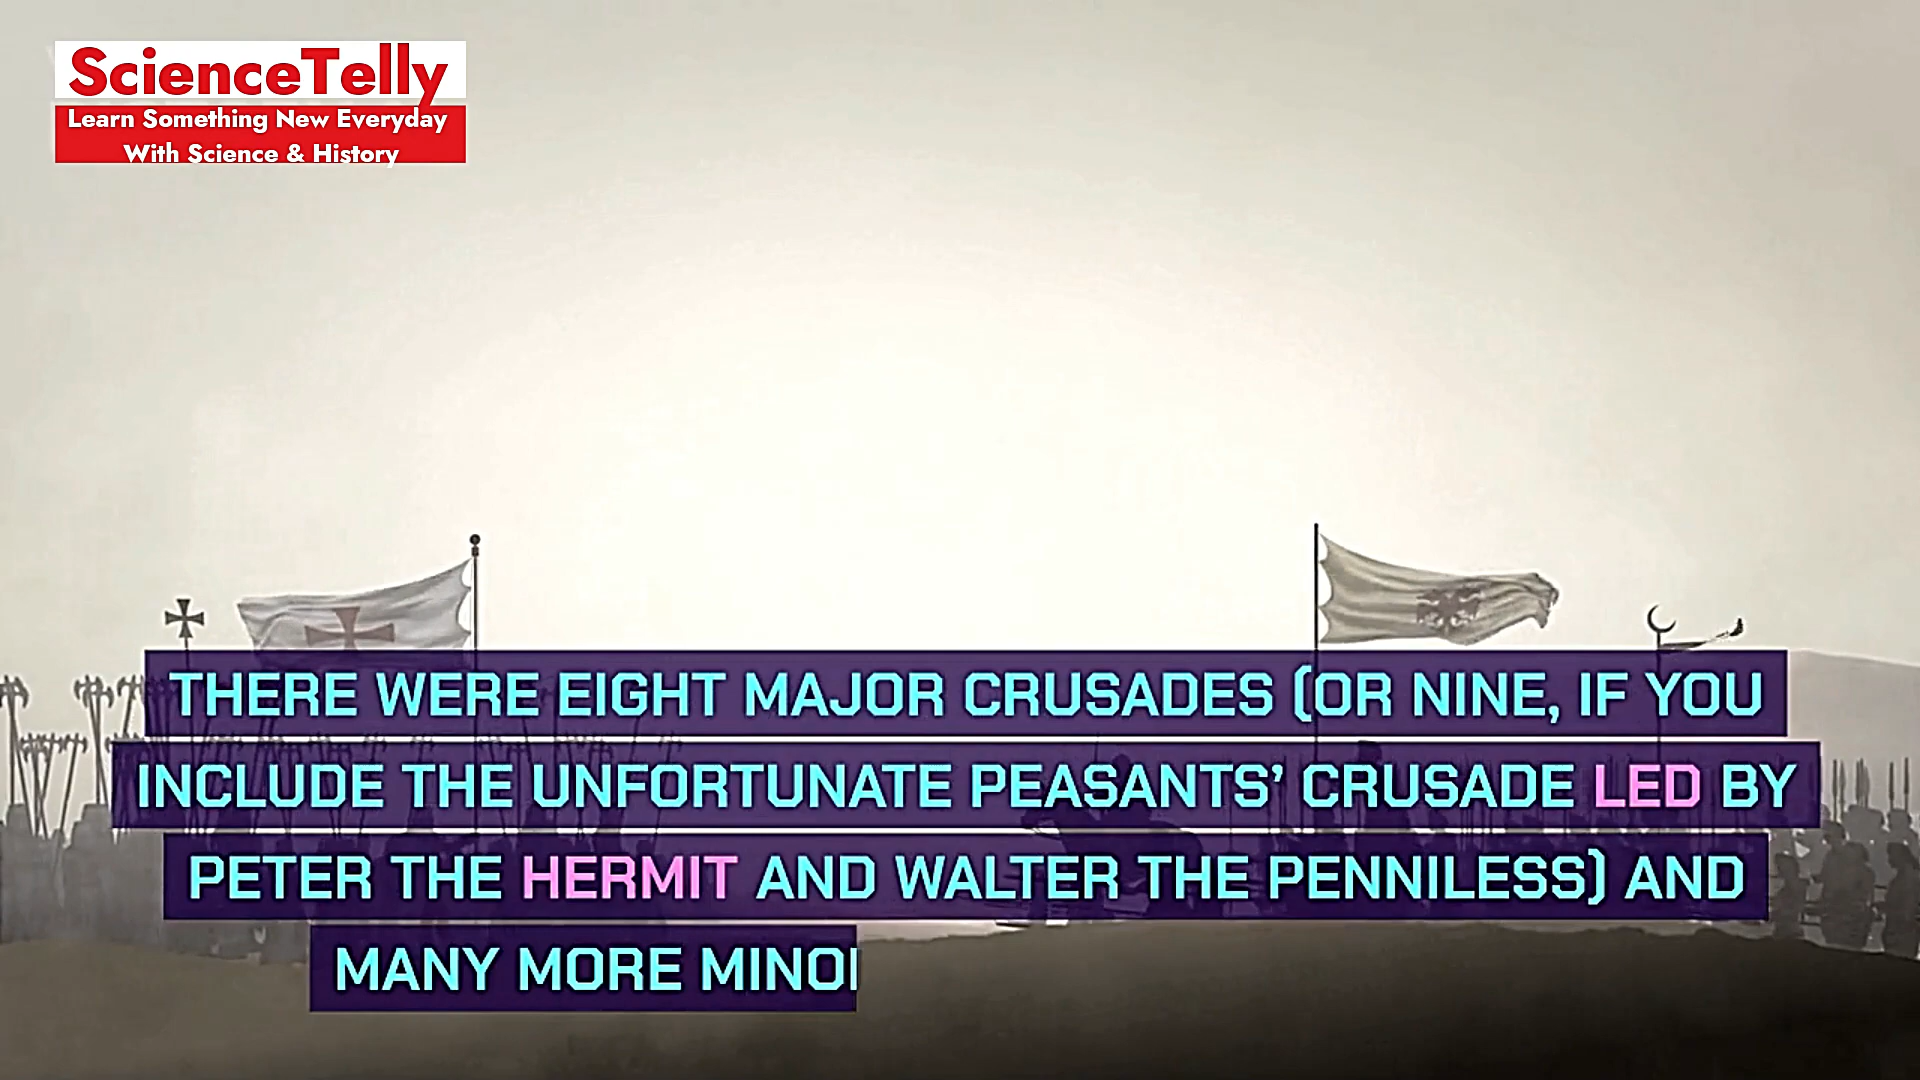 ScienceTelly
Learn Something New Everyday
With Science & History
THERE WERE EIGHT MAJOR CRUSADES (OR NINE, IF YOU
INCLUDE THE UNFORTUNATE PEASANTS’ CRUSADE LED BY
PETER THE HERMIT AND WALTER THE PENNILESS) AND
MANY MORE